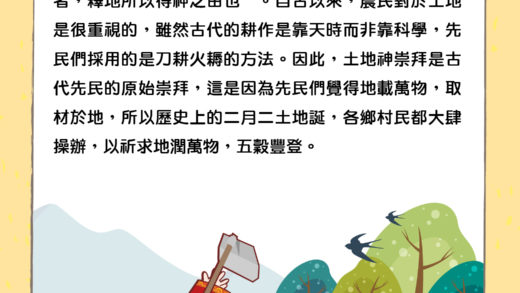 者，釋地所以得神之由也　。自古以來，農民對於土地
是很重視的，雖然古代的耕作是靠天時而非靠科學，先
民們採用的是刀耕火耨的方法。因此，土地神崇拜是古
代先民的原始崇拜，這是因為先民們覺得地載萬物，取
材於地，所以歷史上的二月二土地誕，各鄉村民都大肆
操辦，以祈求地潤萬物，五穀豐登。